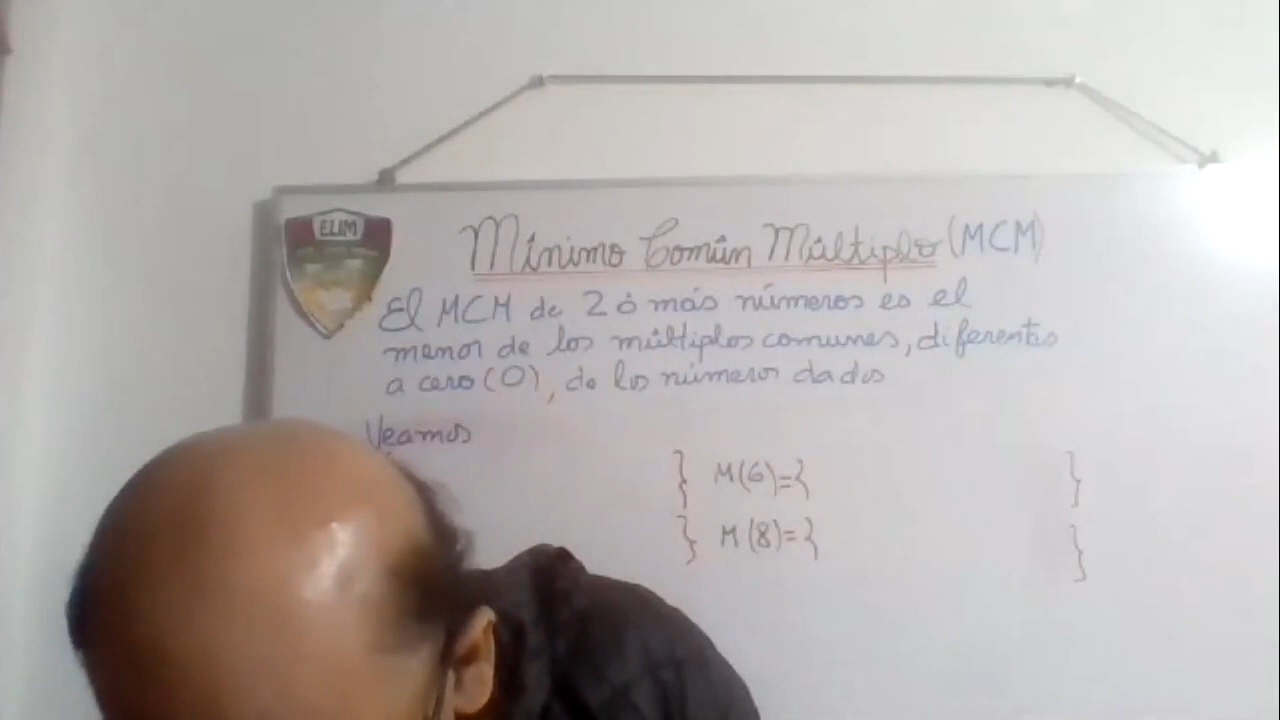 ELIM
Mínimo Común Múltiplo (MCM)
El MCM de 2 ó más números es el
menor de los múltiplos comunes, diferentes
a cero (0), de los números dados
Veamos
} M(6)={ }
} M(8)={ }